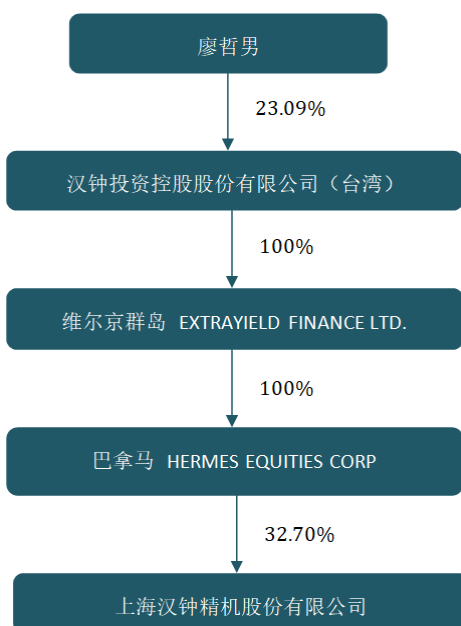 廖哲男
23.09%
汉钟投资控股股份有限公司（台湾）
100%
维尔京群岛 EXTRAYIELD FINANCE LTD.
100%
巴拿马 HERMES EQUITIES CORP
32.70%
上海汉钟精机股份有限公司